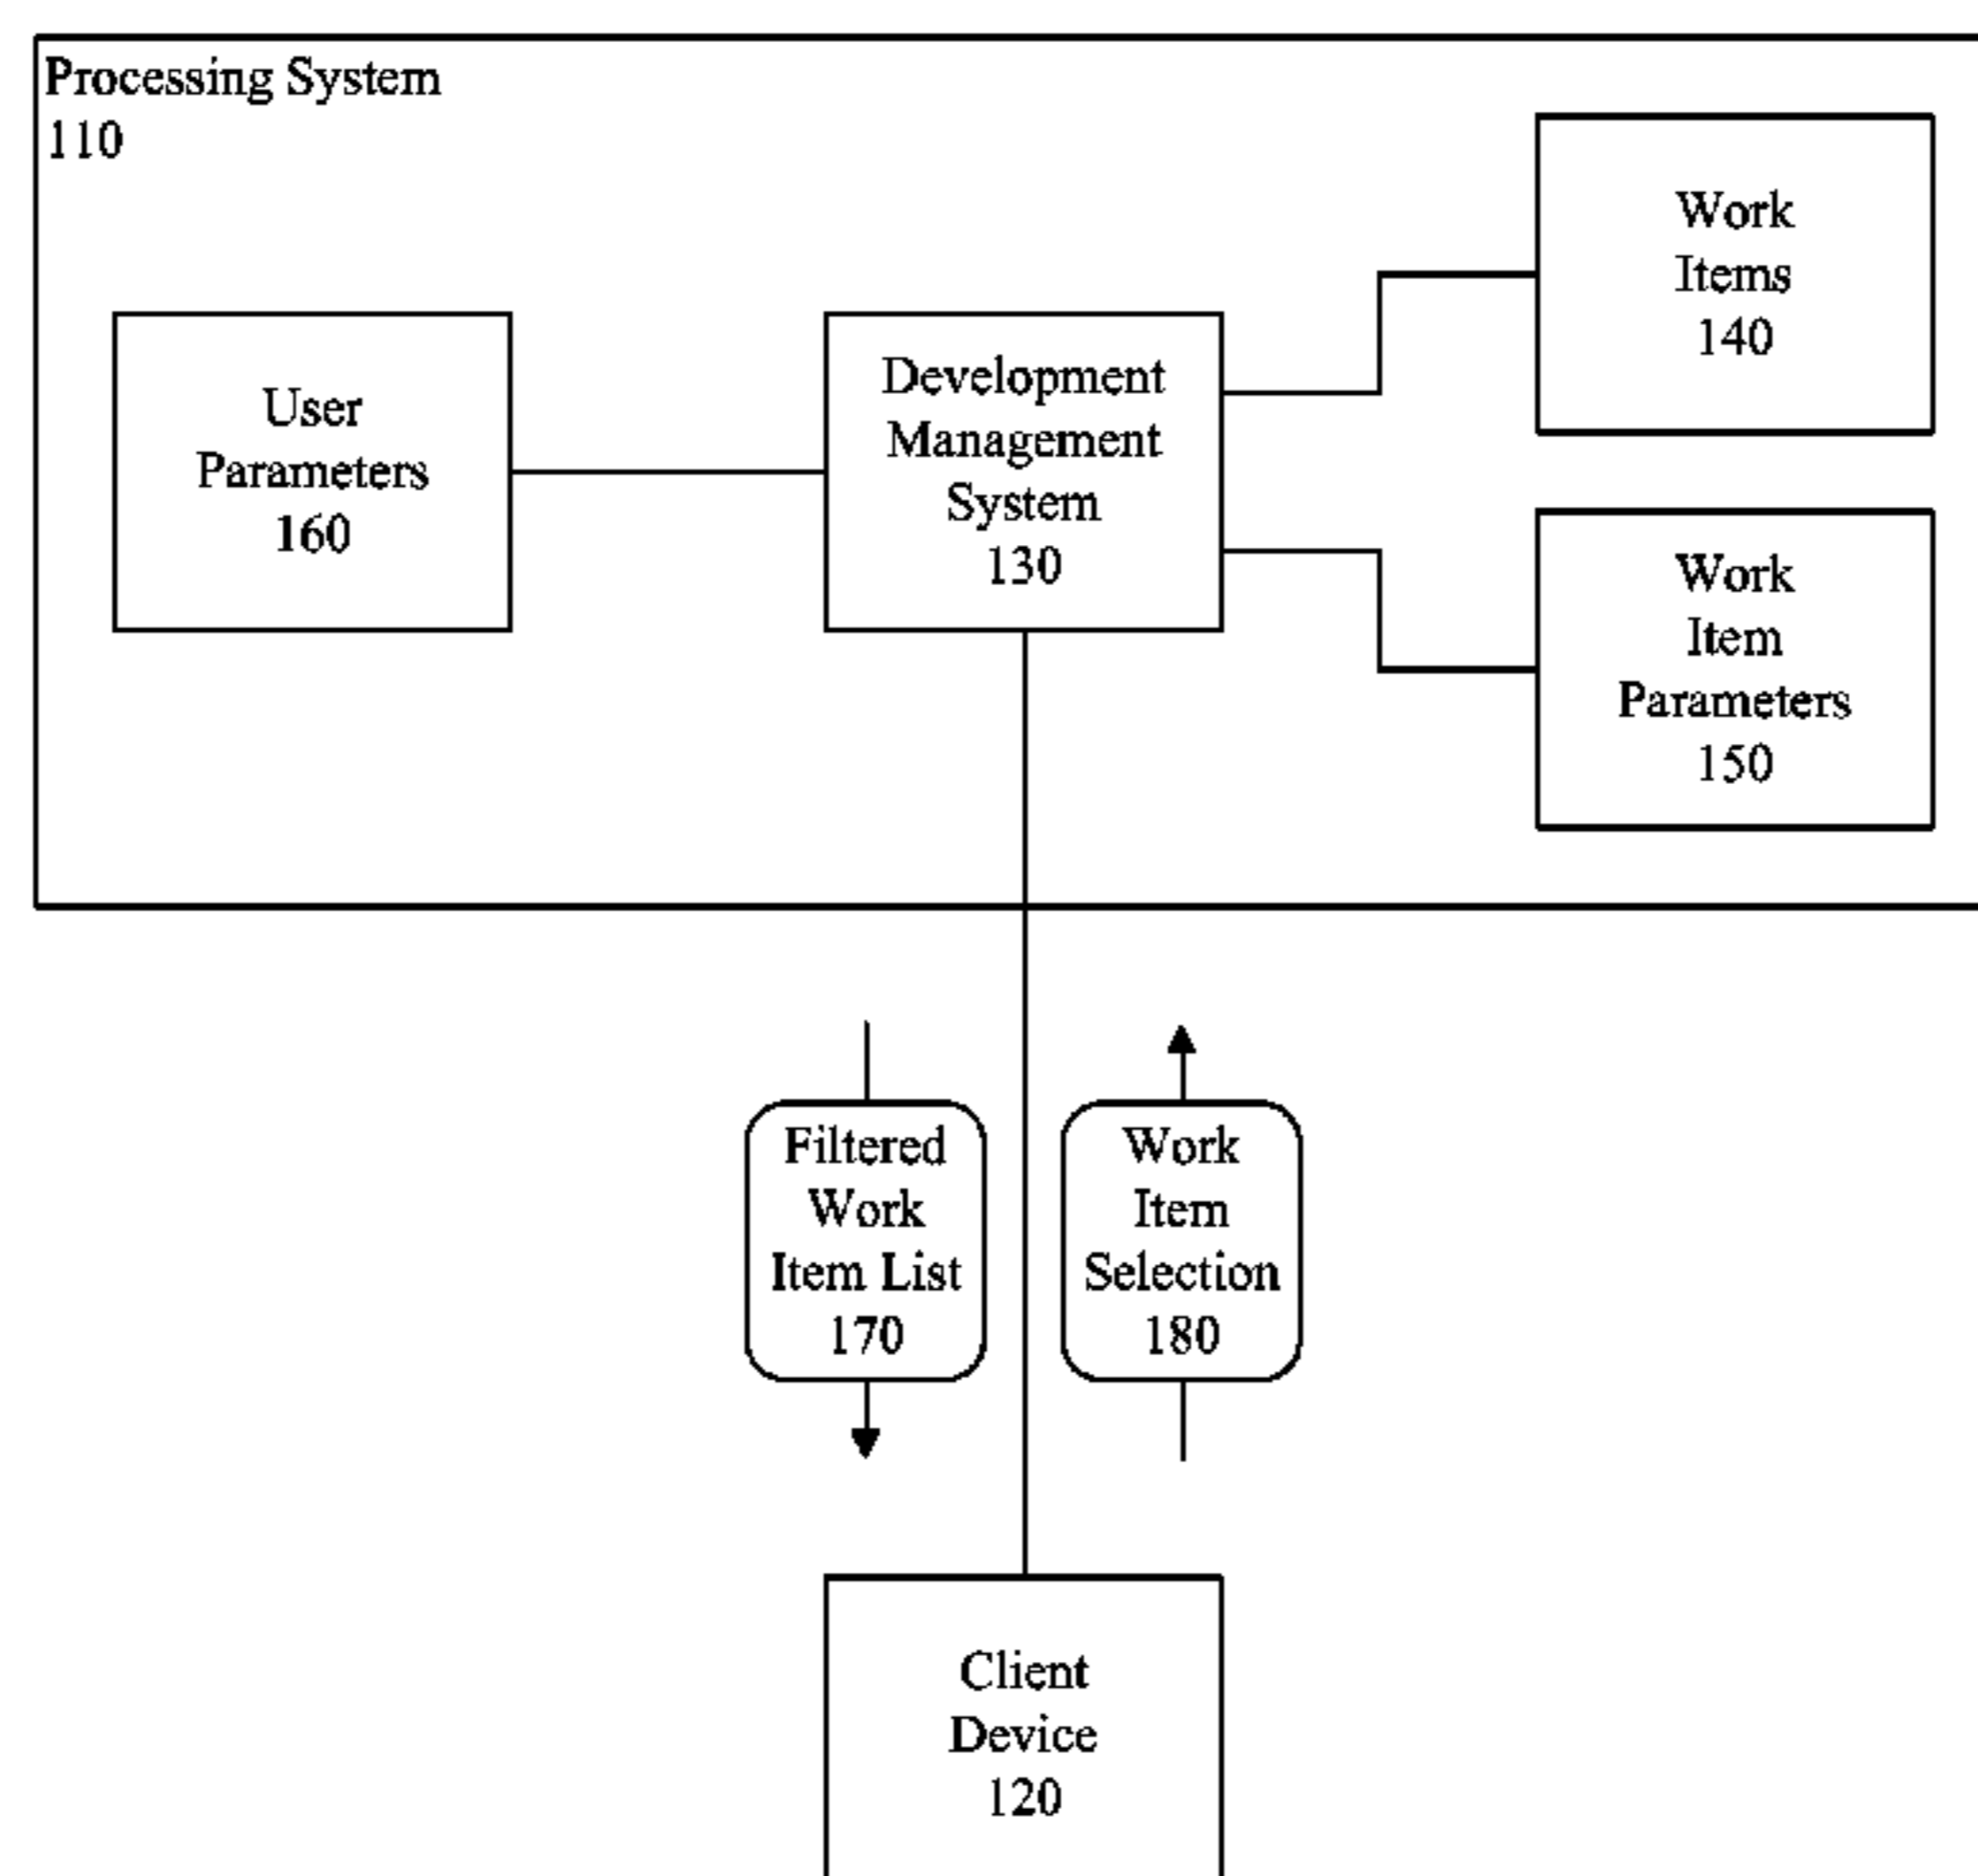 Processing System
110
Work
Items
140
User
Parameters
160
Development
Management
System
130
Work
Item
Parameters
150
Filtered
Work
Item List
170
Work
Item
Selection
180
Client
Device
120